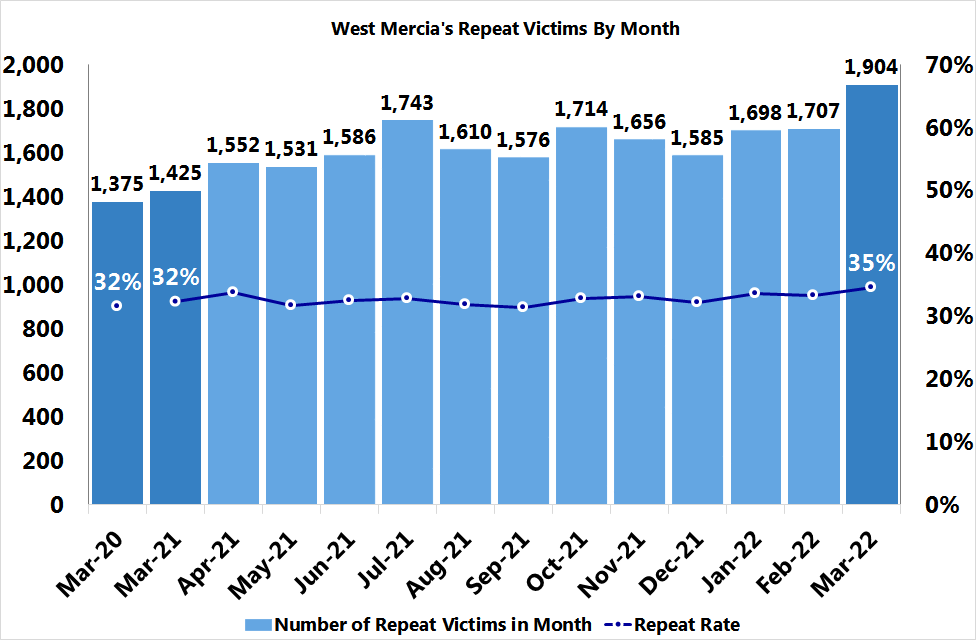 West Mercia's Repeat Victims By Month
2,000
1,800
1,600
1,400
1,200
1,000
800
600
400
200
0
70%
60%
50%
40%
30%
20%
10%
0%
1,375
1,425
1,552
1,531
1,586
1,743
1,610
1,576
1,714
1,656
1,585
1,698
1,707
1,904
32%
32%
35%
Mar-20
Mar-21
Apr-21
May-21
Jun-21
Jul-21
Aug-21
Sep-21
Oct-21
Nov-21
Dec-21
Jan-22
Feb-22
Mar-22
Number of Repeat Victims in Month
Repeat Rate